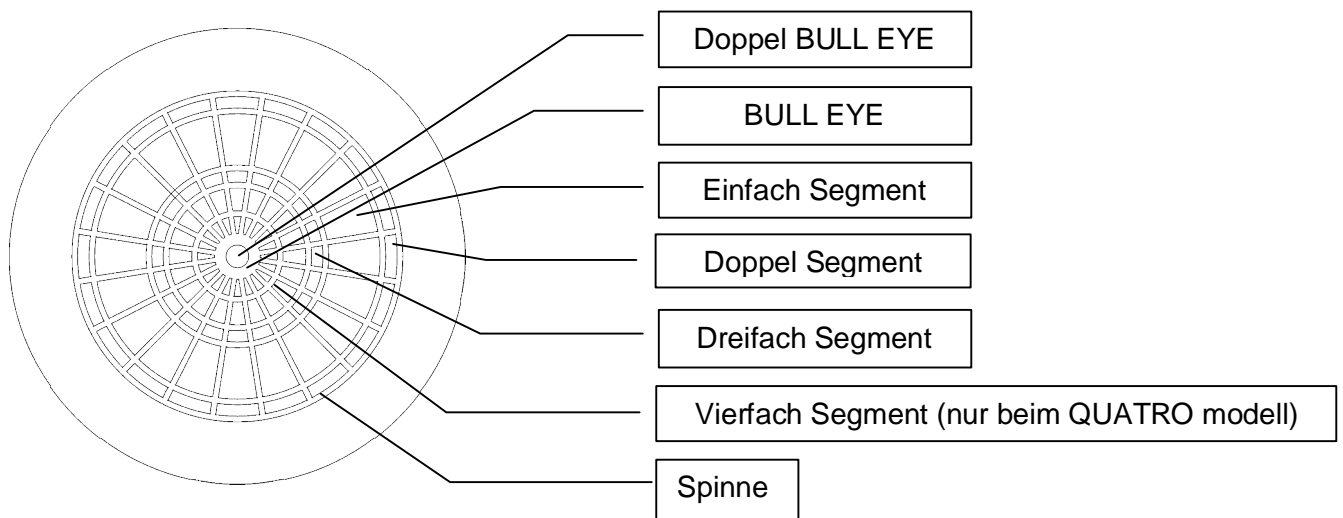 Doppel BULL EYE
BULL EYE
Einfach Segment
Doppel Segment
Dreifach Segment
Vierfach Segment (nur beim QUATRO modell)
Spinne